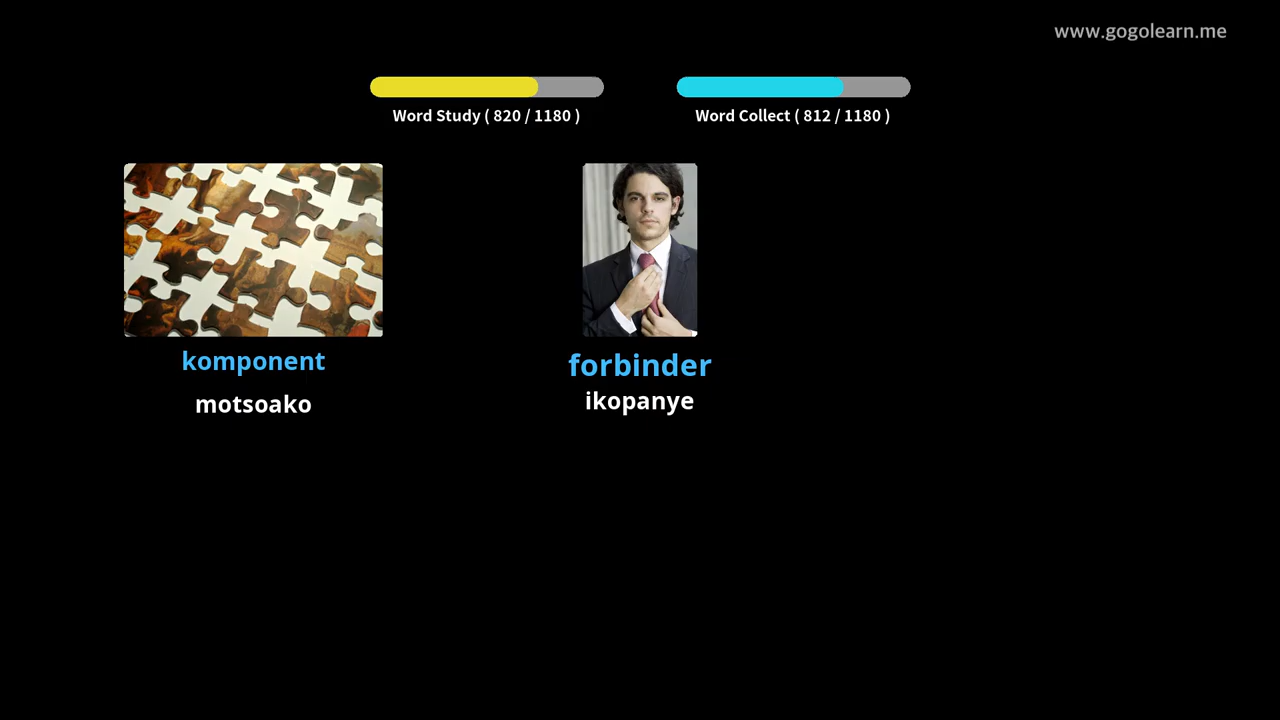 www.gogolearn.me
Word Study ( 820 / 1180 )
Word Collect ( 812 / 1180 )
komponent
motsoako
forbinder
ikopanye